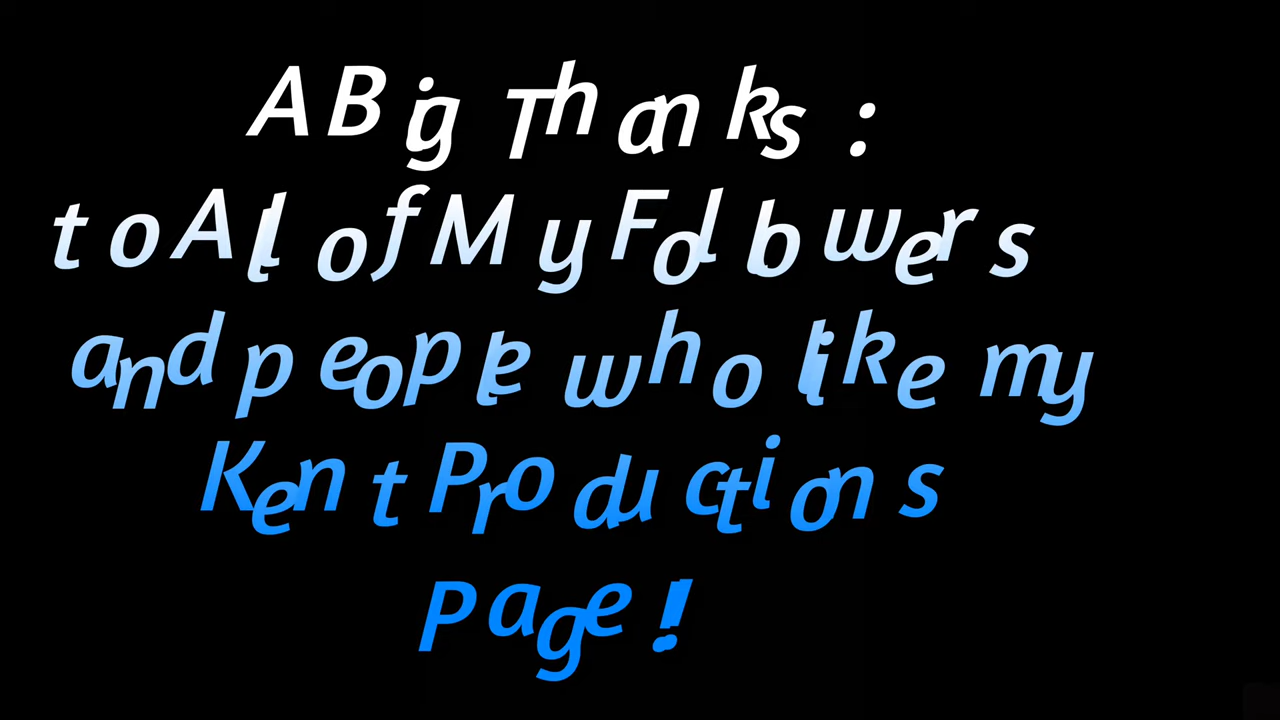 A Big Thanks :
to All of My Followers
and people who like my
Kent Productions
Page!!